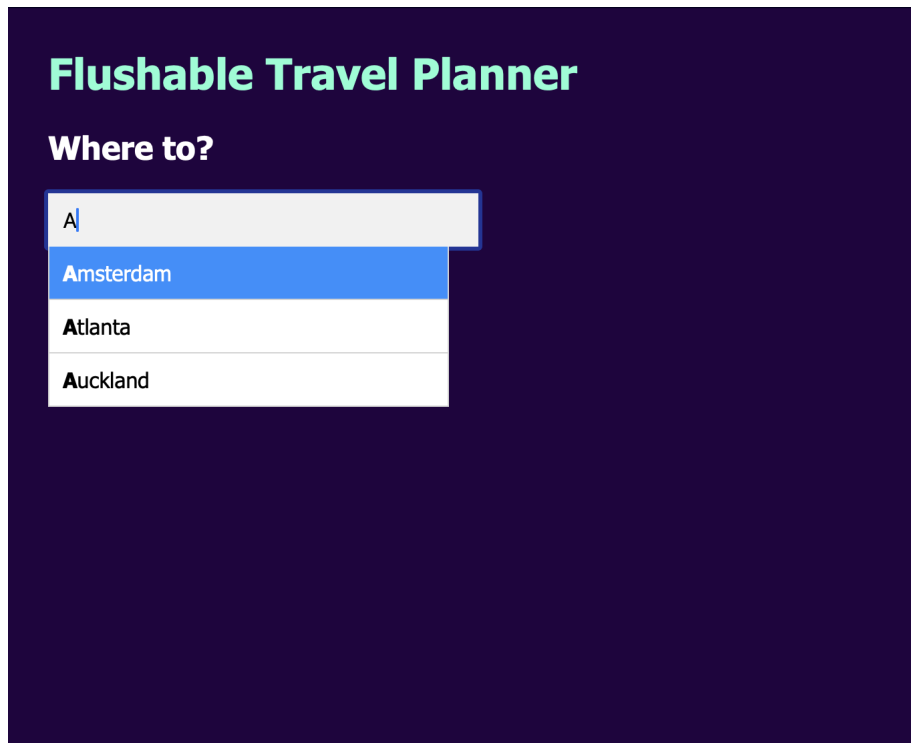 Flushable Travel Planner
Where to?
A
Amsterdam
Atlanta
Auckland